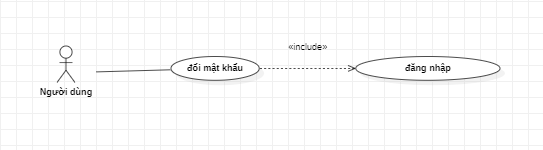 «include»
đổi mật khẩu
đăng nhập
Người dùng